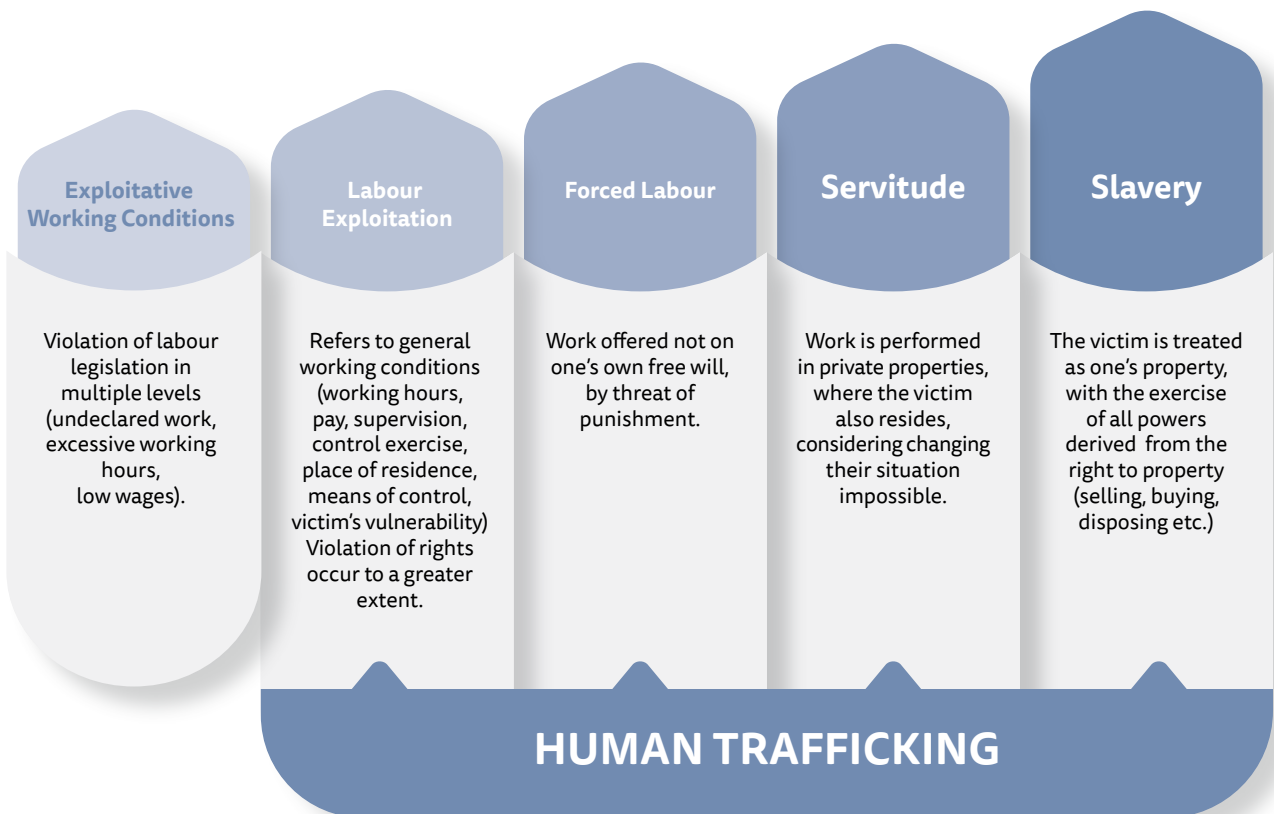 Exploitative
Working Conditions
Violation of labour
legislation in
multiple levels
(undeclared work,
excessive working
hours,
low wages).
Labour
Exploitation
Refers to general
working conditions
(working hours,
pay, supervision,
control exercise,
place of residence,
means of control,
victim's vulnerability)
Violation of rights
occur to a greater
extent.
Forced Labour
Work offered not on
one's own free will,
by threat of
punishment.
Servitude
Work is performed
in private properties,
where the victim
also resides,
considering changing
their situation
impossible.
Slavery
The victim is treated
as one's property,
with the exercise
of all powers
derived from the
right to property
(selling, buying,
disposing etc.)
HUMAN TRAFFICKING